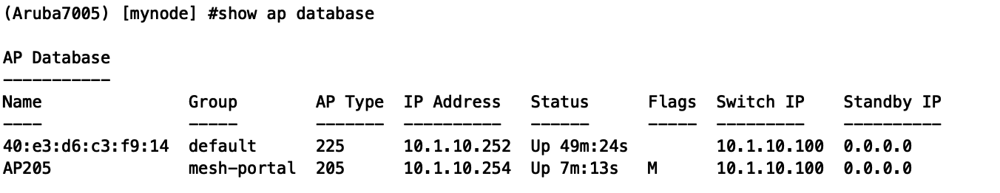 (Aruba7005) [mynode] #show ap database
AP Database
-----------
Name               Group        AP Type  IP Address   Status      Flags  Switch IP    Standby IP
----               -----        -------  ----------   ------      -----  ---------    ----------
40:e3:d6:c3:f9:14  default      225      10.1.10.252  Up 49m:24s         10.1.10.100  0.0.0.0
AP205              mesh-portal  205      10.1.10.254  Up 7m:13s   M      10.1.10.100  0.0.0.0